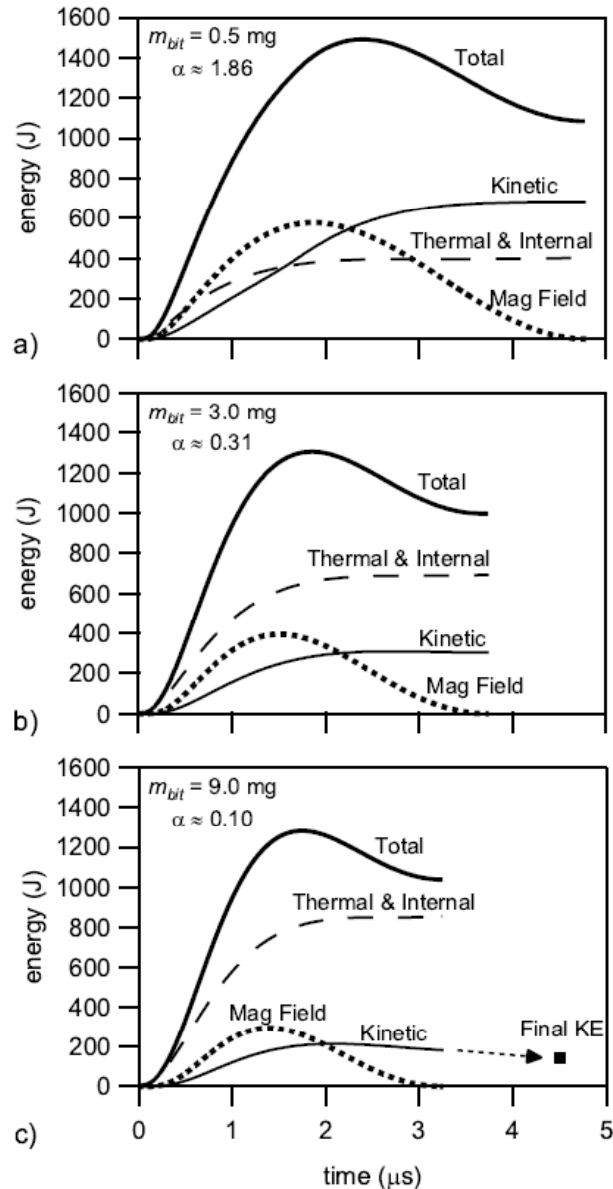 1600
m_bit = 0.5 mg
α ≈ 1.86
Total
1400
1200
1000
energy (J)
800
Kinetic
600
Thermal & Internal
400
Mag Field
200
0
a)
1600
m_bit = 3.0 mg
α ≈ 0.31
1400
Total
1200
1000
energy (J)
Thermal & Internal
800
600
Kinetic
400
200
Mag Field
0
b)
1600
m_bit = 9.0 mg
α ≈ 0.10
1400
Total
1200
1000
energy (J)
Thermal & Internal
800
600
400
Mag Field
Kinetic
Final KE
200
0
c)
0 1 2 3 4 5
time (μs)